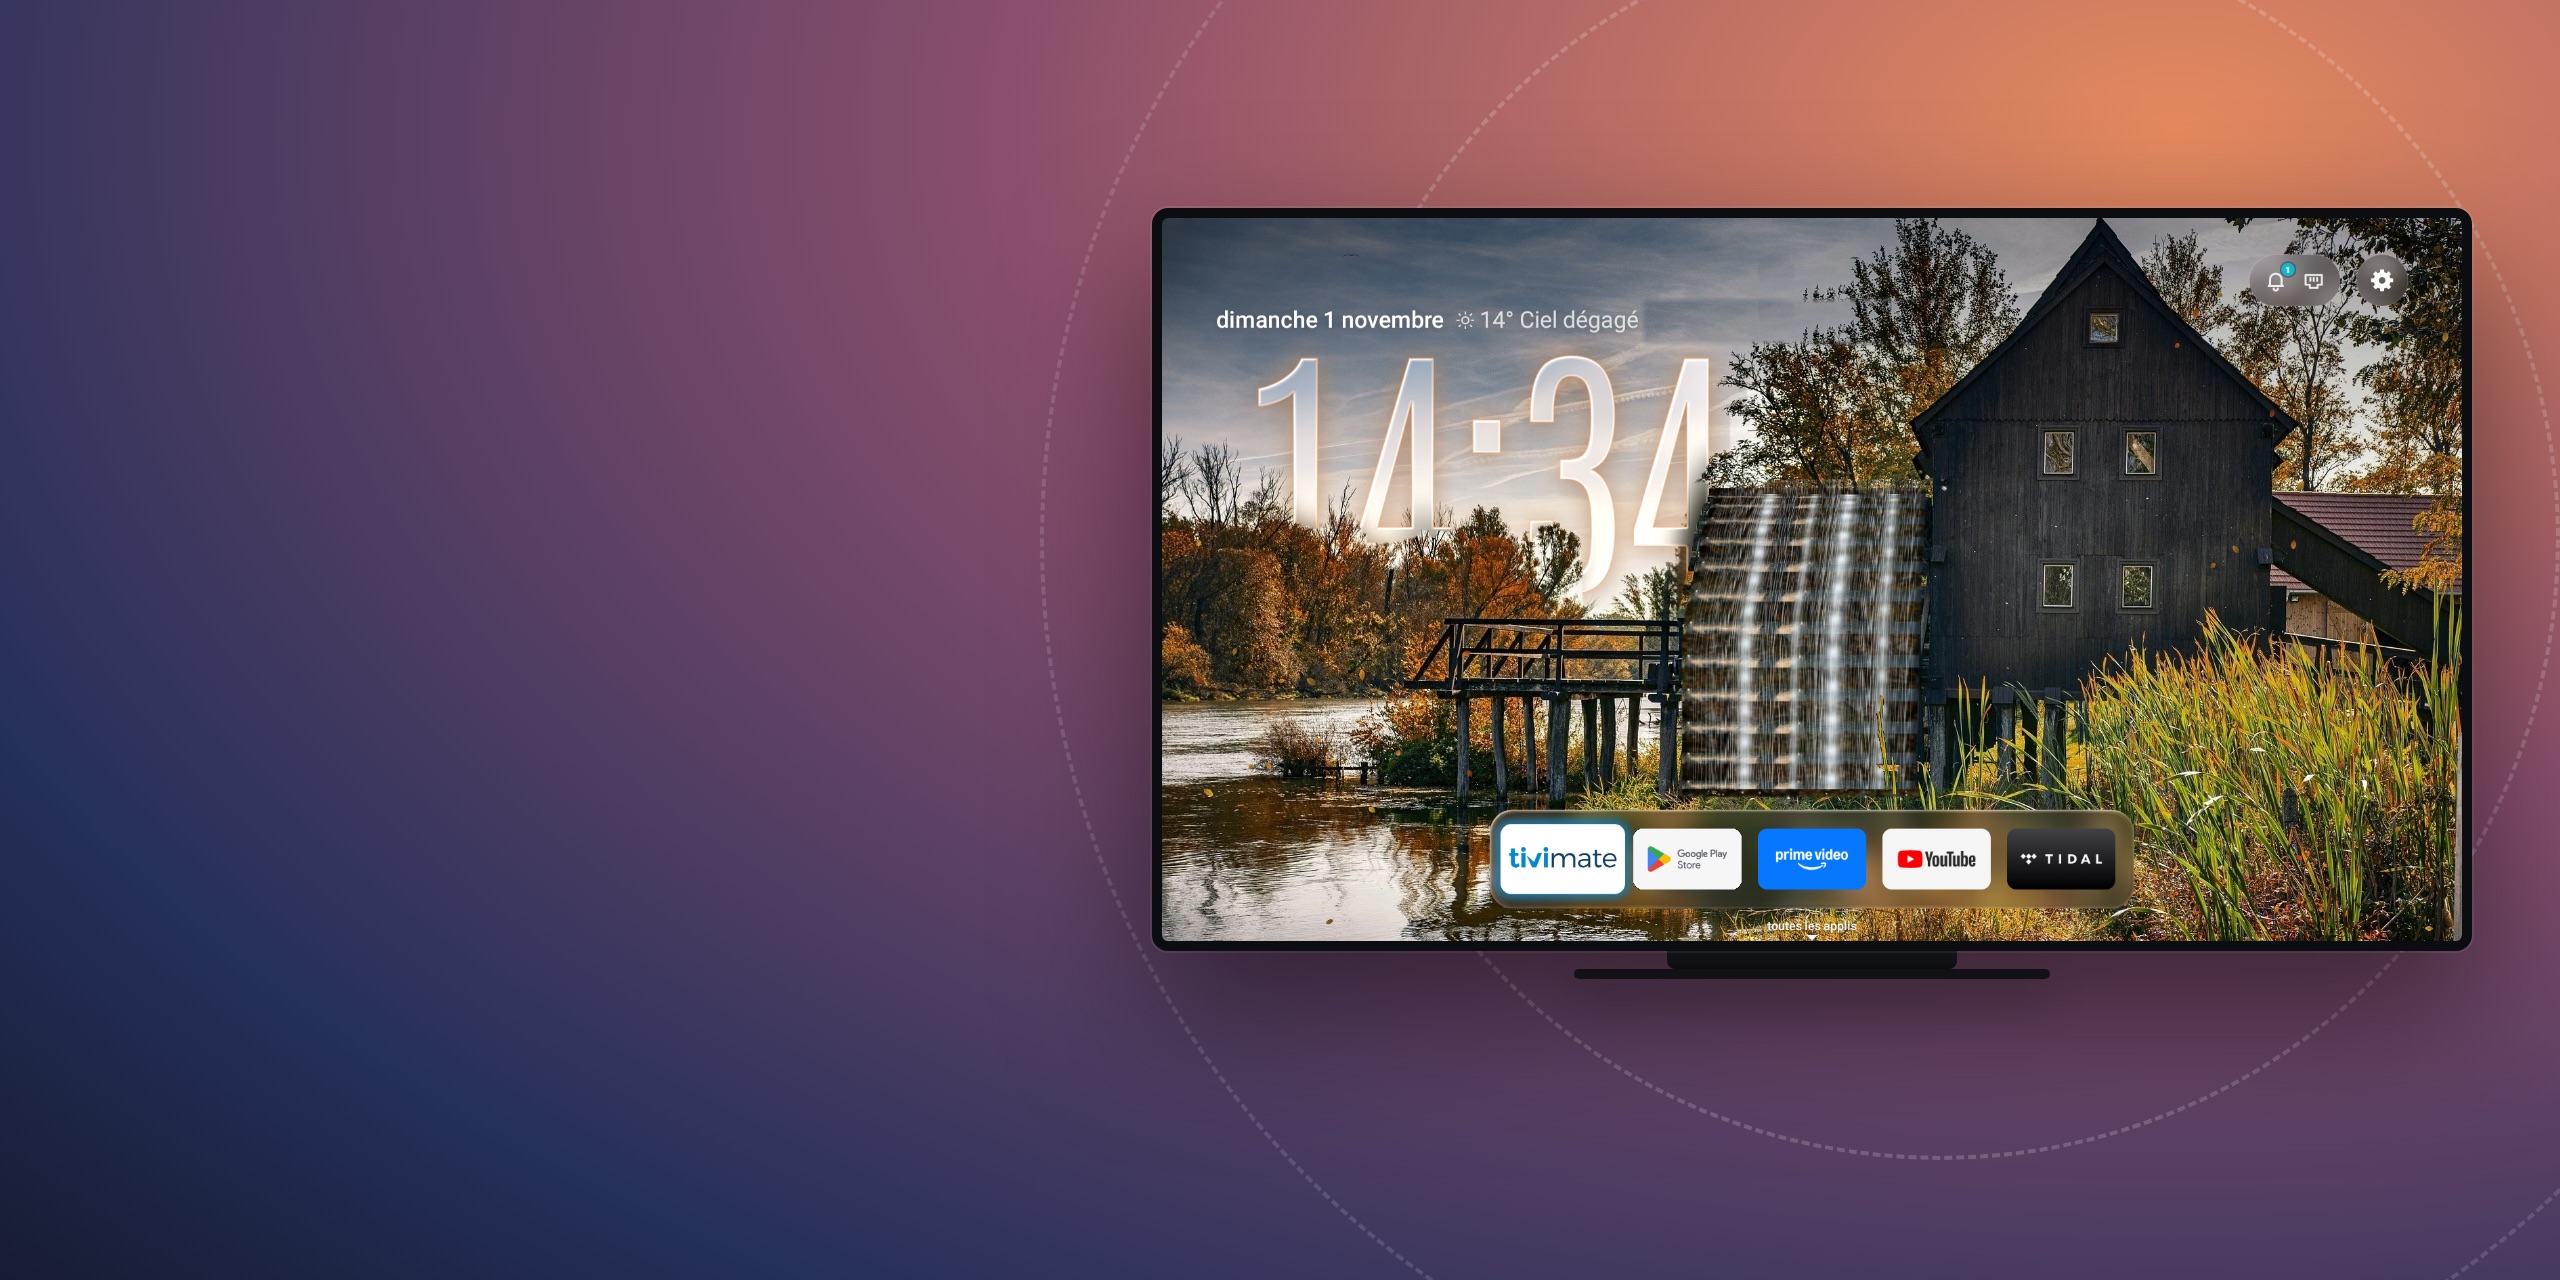 1
dimanche 1 novembre 14° Ciel dégagé
14:34
tivimate
Google Play
Store
prime video
YouTube
TIDAL
toutes les applis